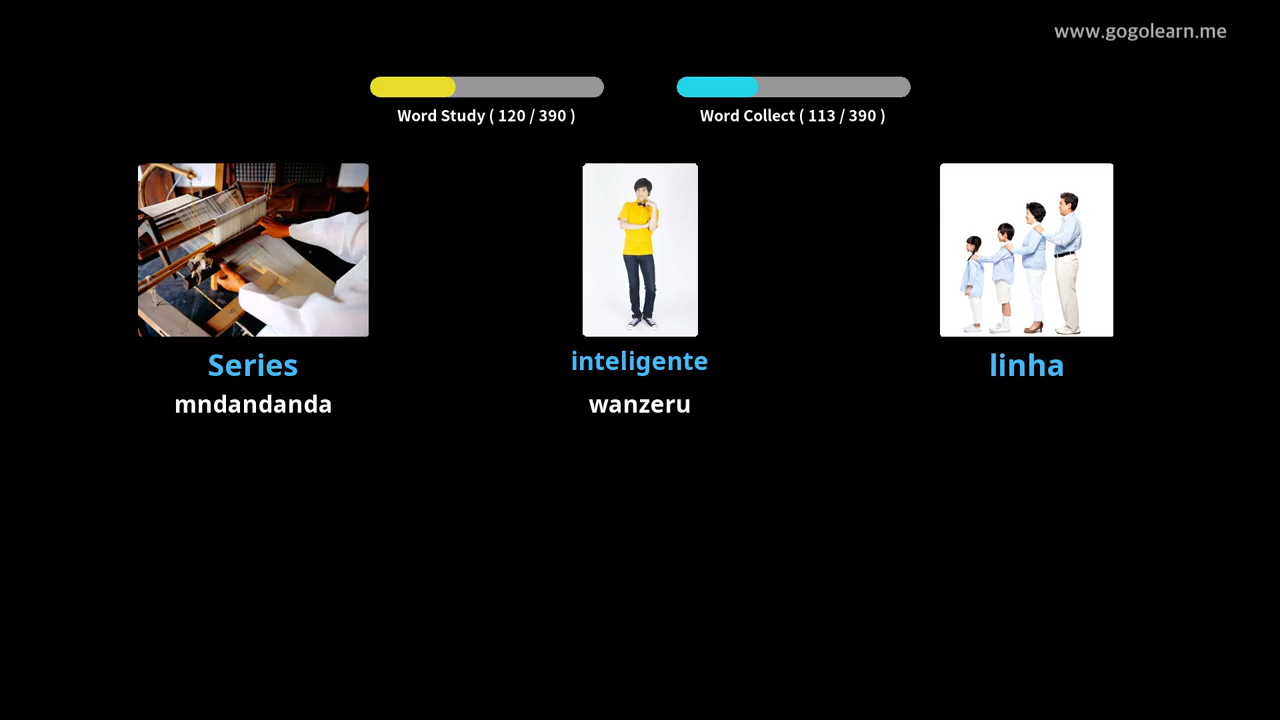 www.gogolearn.me
Word Study ( 120 / 390 )
Word Collect ( 113 / 390 )
Series
inteligente
linha
mndandanda
wanzeru